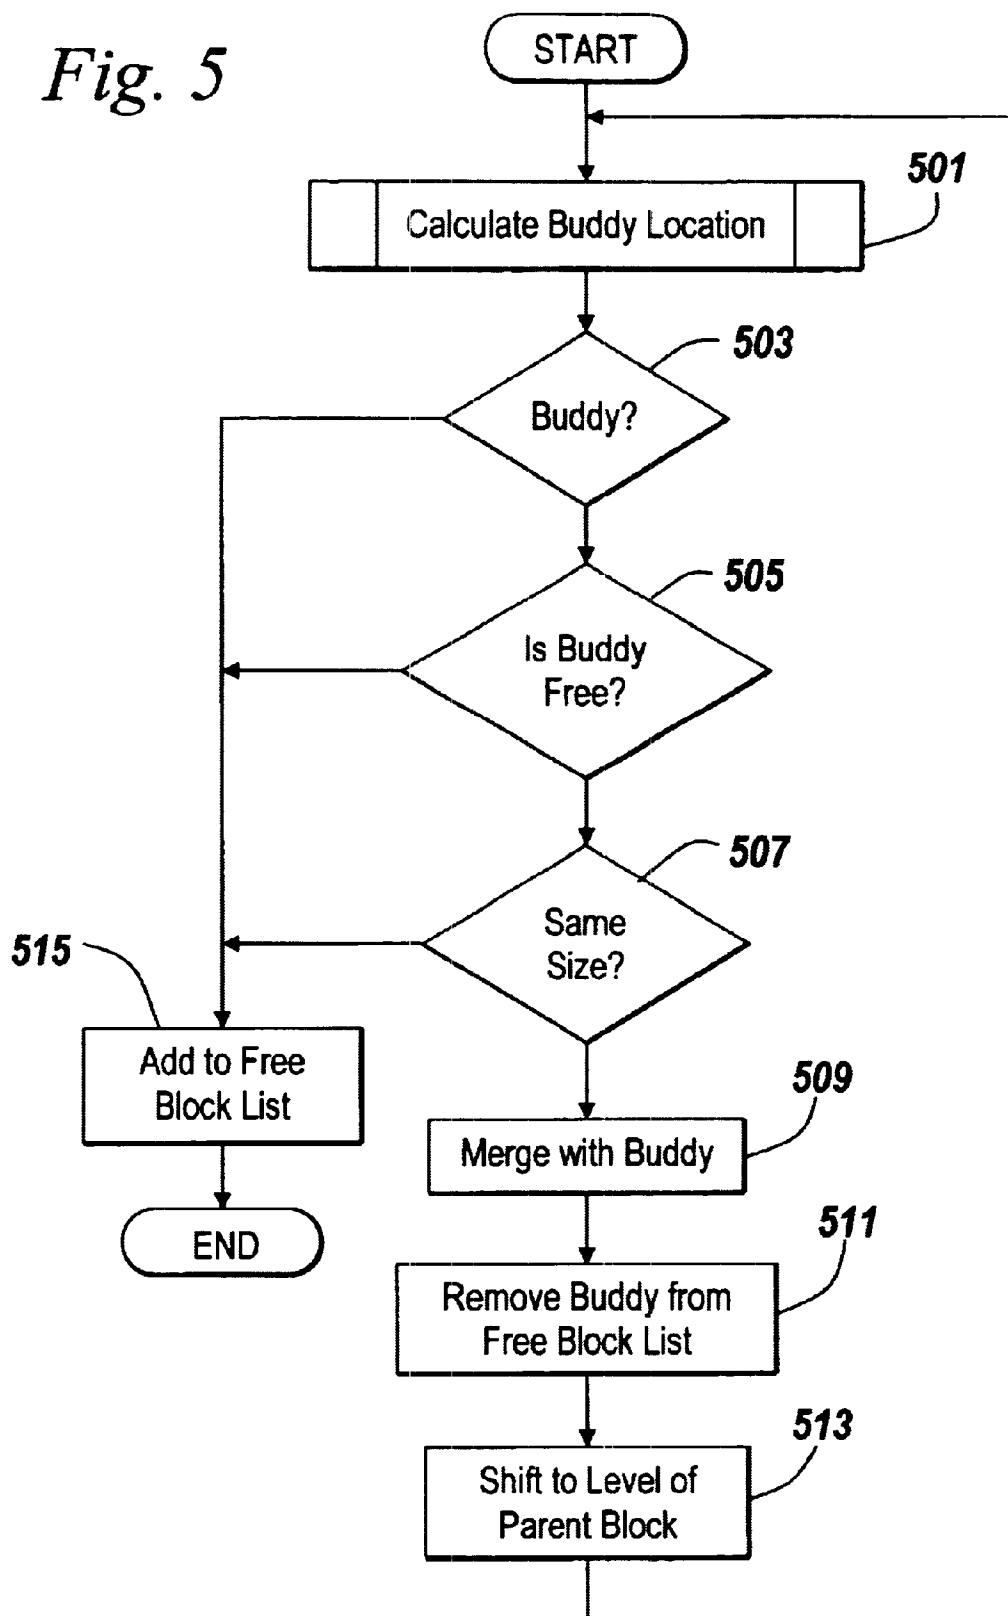 Fig. 5
START
501
Calculate Buddy Location
503
Buddy?
505
Is Buddy
Free?
507
Same
Size?
515
Add to Free
Block List
509
Merge with Buddy
END
511
Remove Buddy from
Free Block List
513
Shift to Level of
Parent Block